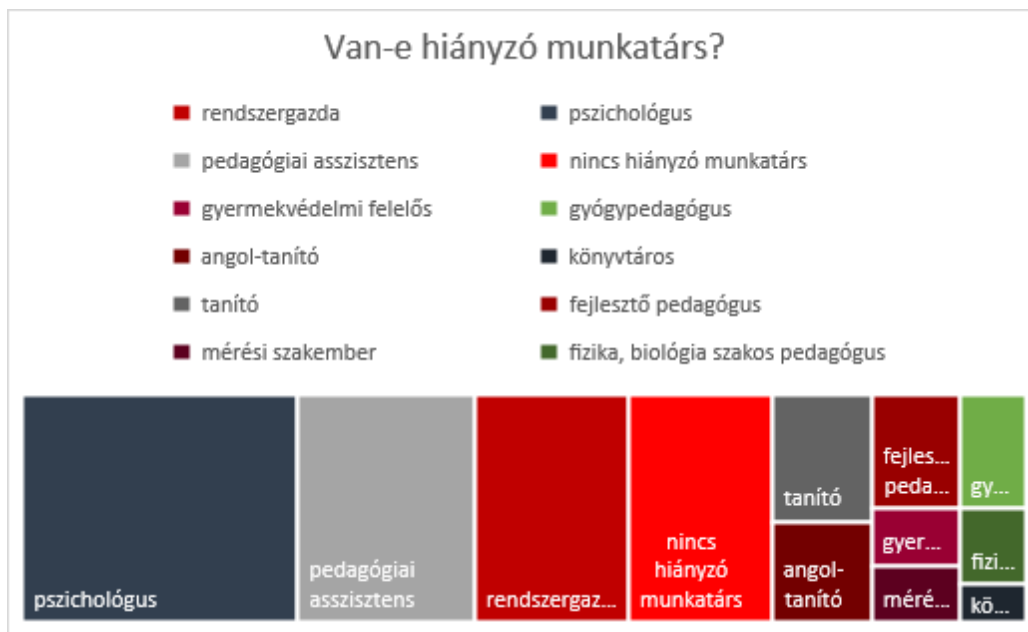 Van-e hiányzó munkatárs?
rendszergazda
pszichológus
pedagógiai asszisztens
nincs hiányzó munkatárs
gyermekvédelmi felelős
gyógypedagógus
angol-tanító
könyvtáros
tanító
fejlesztő pedagógus
mérési szakember
fizika, biológia szakos pedagógus
pszichológus
pedagógiai
asszisztens
rendszergaz...
nincs
hiányzó
munkatárs
tanító
angol-
tanító
fejles...
peda...
gyer...
méré...
gy...
fizi...
kö...